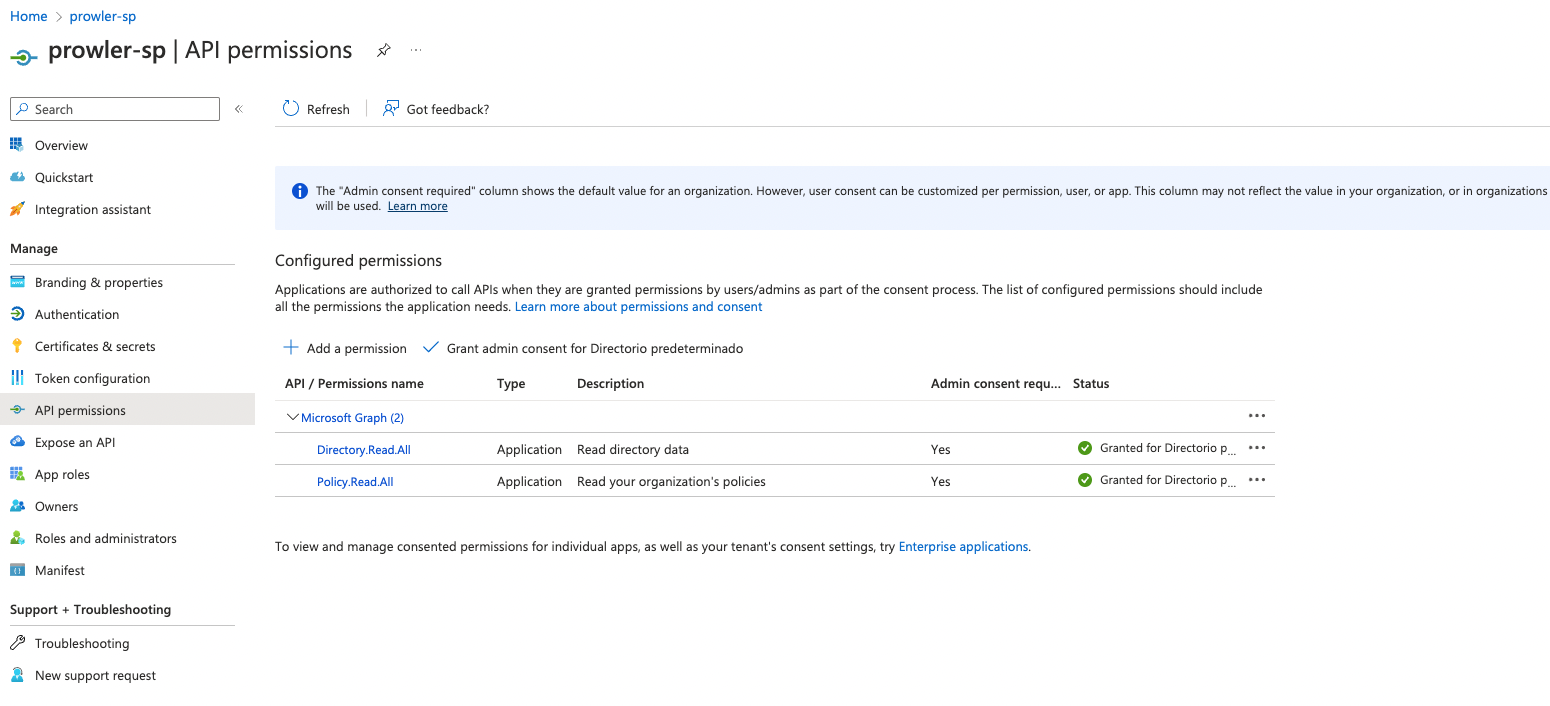 Home > prowler-sp
prowler-sp | API permissions
Search
Refresh
Got feedback?
Overview
Quickstart
Integration assistant
Manage
Branding & properties
Authentication
Certificates & secrets
Token configuration
API permissions
Expose an API
App roles
Owners
Roles and administrators
Manifest
Support + Troubleshooting
Troubleshooting
New support request
The "Admin consent required" column shows the default value for an organization. However, user consent can be customized per permission, user, or app. This column may not reflect the value in your organization, or in organizations
will be used. Learn more
Configured permissions
Applications are authorized to call APIs when they are granted permissions by users/admins as part of the consent process. The list of configured permissions should include
all the permissions the application needs. Learn more about permissions and consent
Add a permission
Grant admin consent for Directorio predeterminado
API / Permissions name Type Description Admin consent requ... Status
Microsoft Graph (2)
Directory.Read.All Application Read directory data Yes Granted for Directorio p...
Policy.Read.All Application Read your organization's policies Yes Granted for Directorio p...
To view and manage consented permissions for individual apps, as well as your tenant's consent settings, try Enterprise applications.